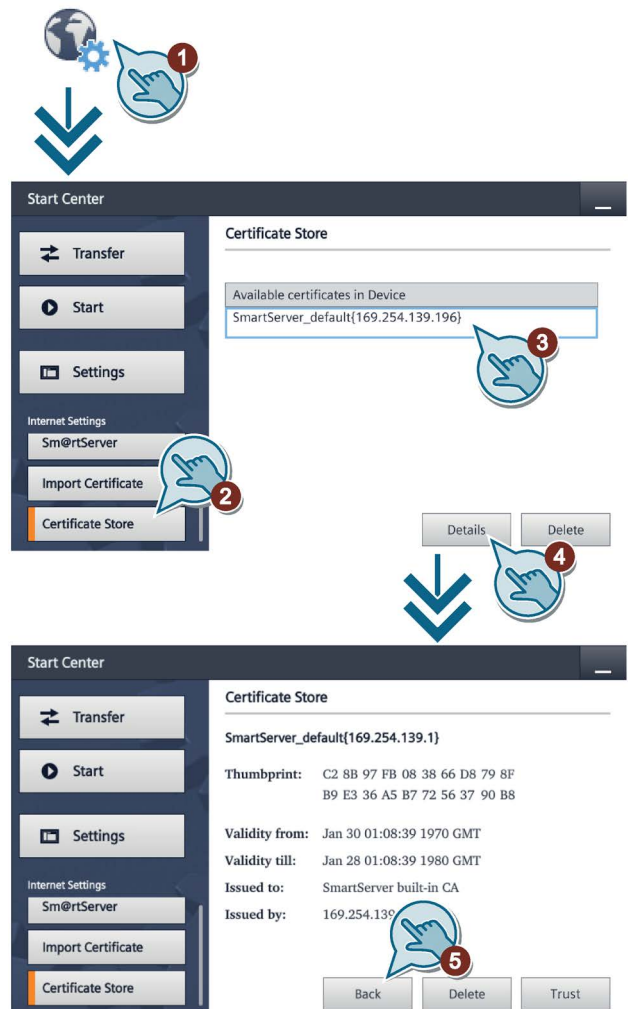 1
Start Center
Transfer
Start
Settings
Internet Settings
Sm@rtServer
Import Certificate
Certificate Store
2
Certificate Store
Available certificates in Device
SmartServer_default{169.254.139.196}
3
Details
Delete
4
Start Center
Transfer
Start
Settings
Internet Settings
Sm@rtServer
Import Certificate
Certificate Store
Certificate Store
SmartServer_default{169.254.139.1}
Thumbprint: C2 8B 97 FB 08 38 66 D8 79 8F
B9 E3 36 A5 B7 72 56 37 90 B8
Validity from: Jan 30 01:08:39 1970 GMT
Validity till: Jan 28 01:08:39 1980 GMT
Issued to: SmartServer built-in CA
Issued by: 169.254.139
5
Back
Delete
Trust